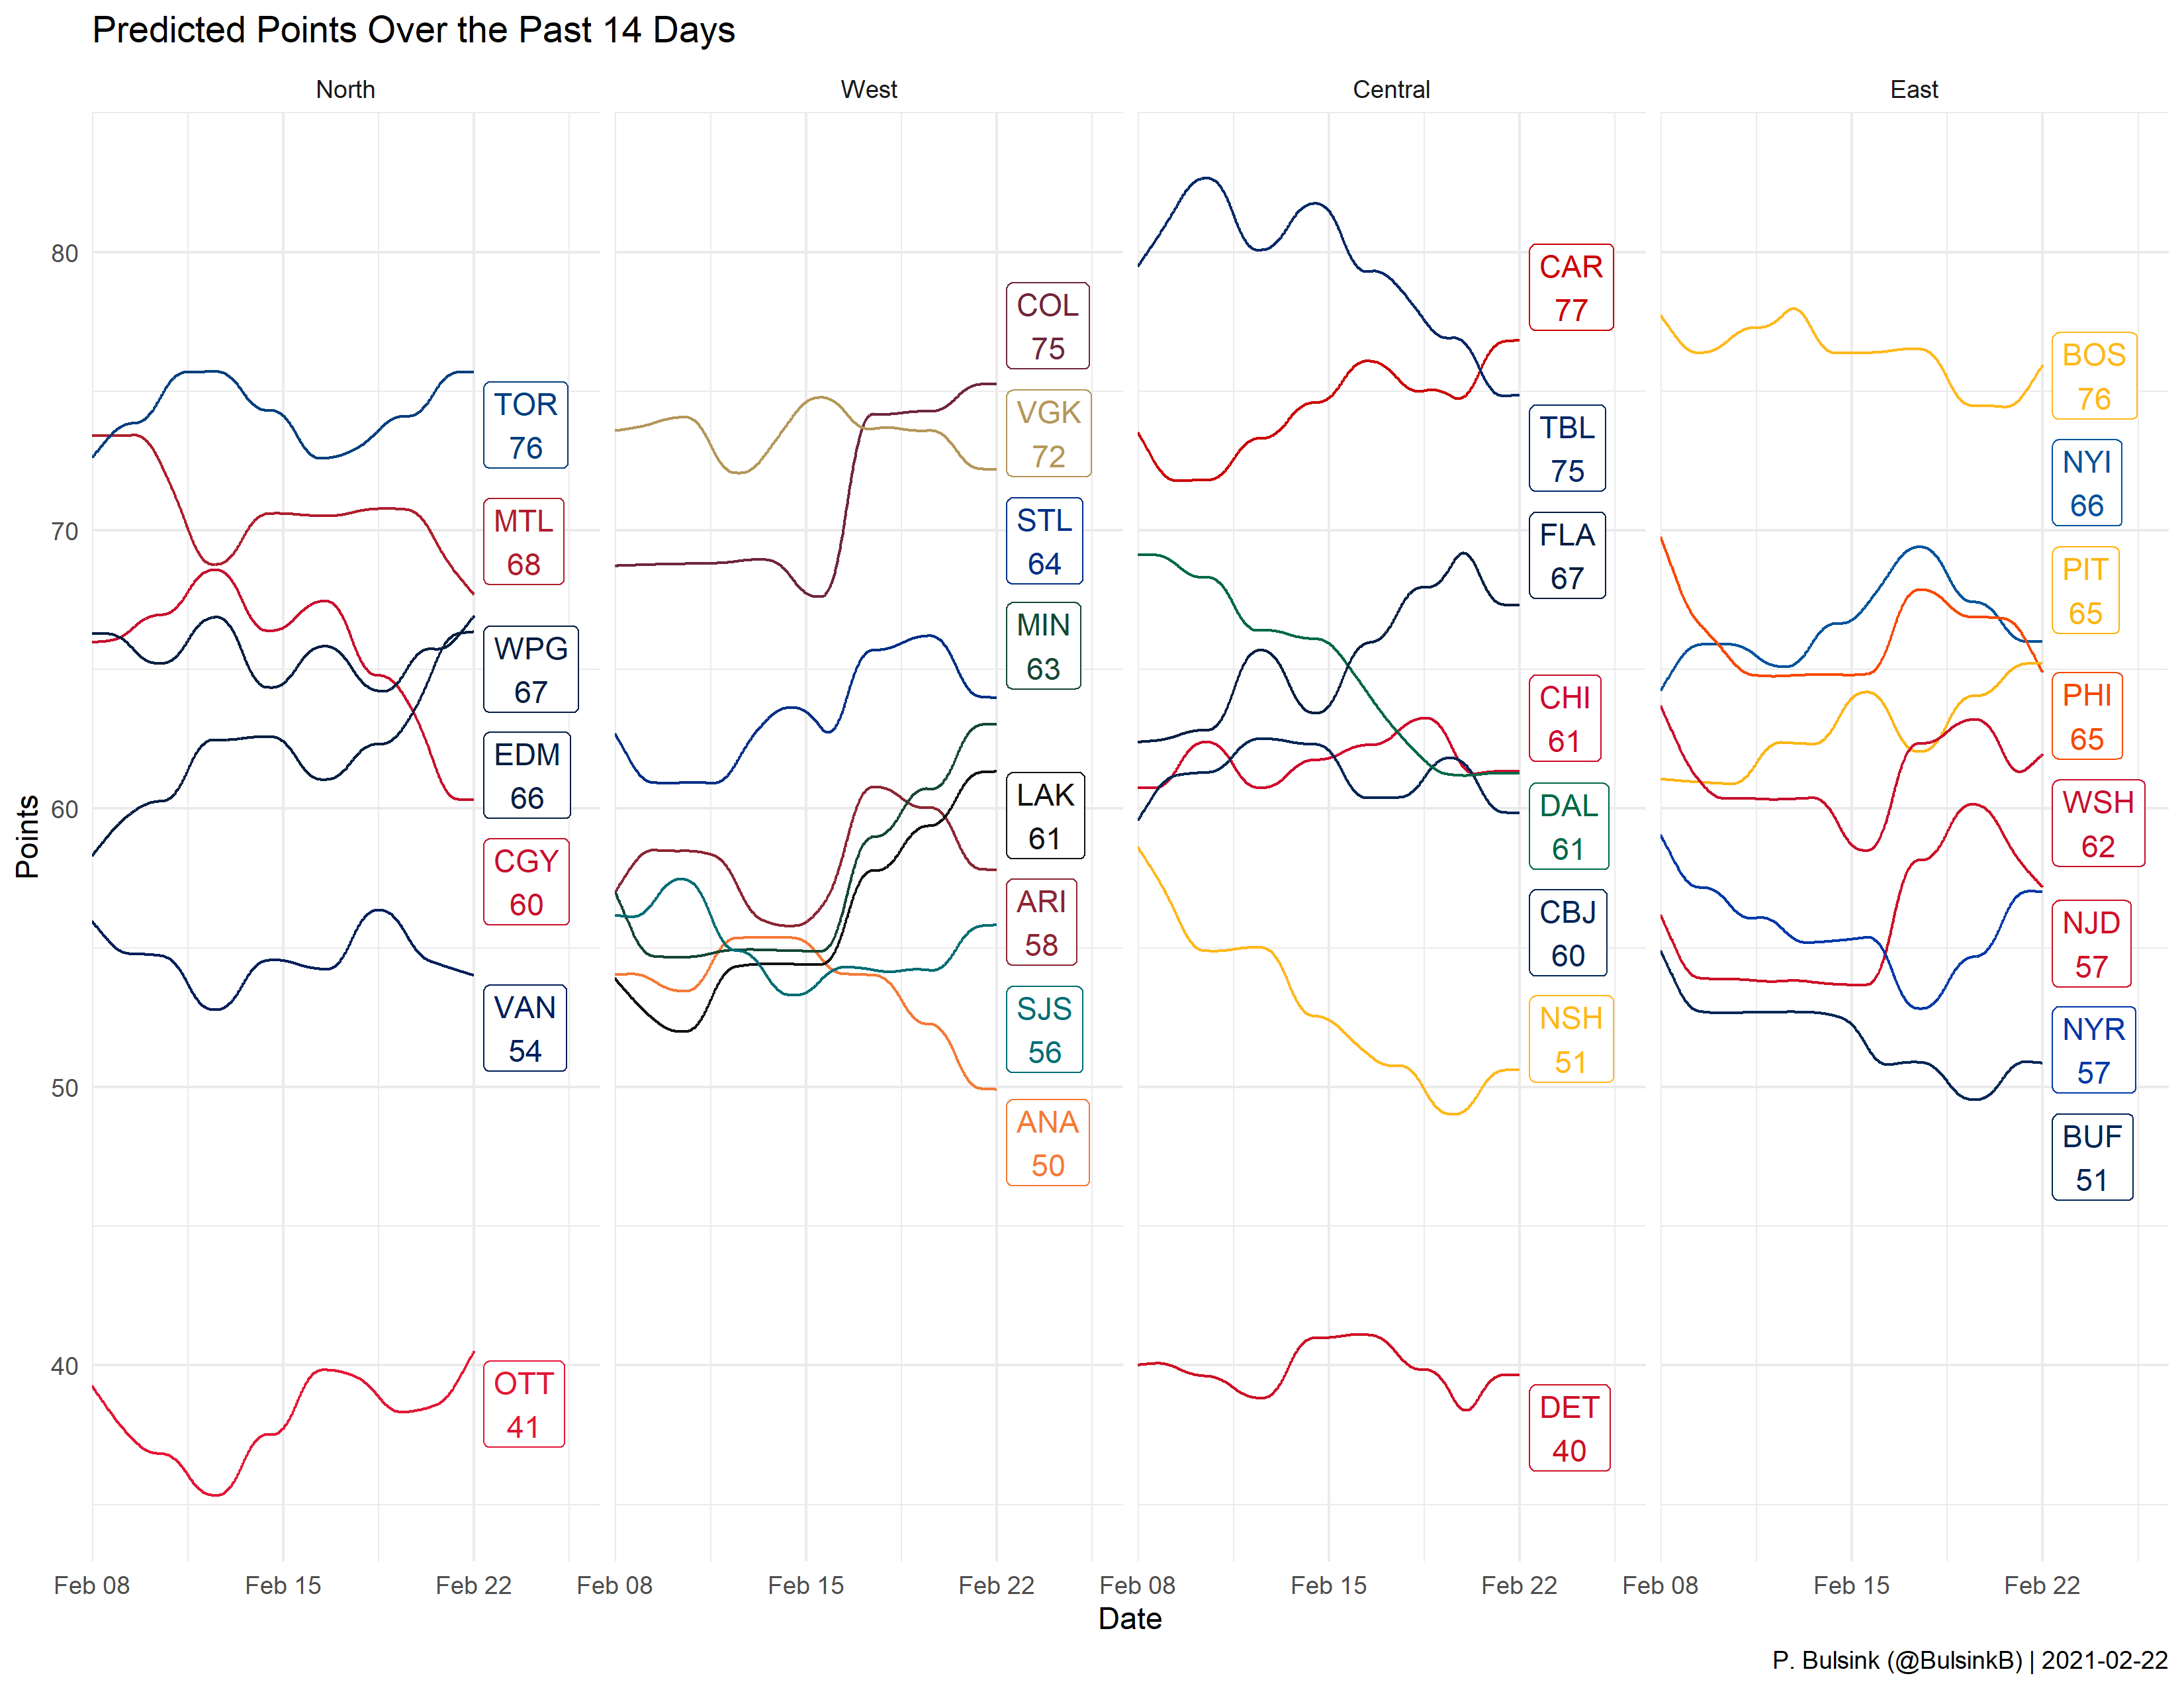 Predicted Points Over the Past 14 Days
North
West
Central
East
80
70
60
50
40
Points
TOR
76
MTL
68
WPG
67
EDM
66
CGY
60
VAN
54
OTT
41
COL
75
VGK
72
STL
64
MIN
63
LAK
61
ARI
58
SJS
56
ANA
50
CAR
77
TBL
75
FLA
67
CHI
61
DAL
61
CBJ
60
NSH
51
DET
40
BOS
76
NYI
66
PIT
65
PHI
65
WSH
62
NJD
57
NYR
57
BUF
51
Feb 08 Feb 15 Feb 22
Feb 08 Feb 15 Feb 22
Feb 08 Feb 15 Feb 22
Feb 08 Feb 15 Feb 22
Date
P. Bulsink (@BulsinkB) | 2021-02-22